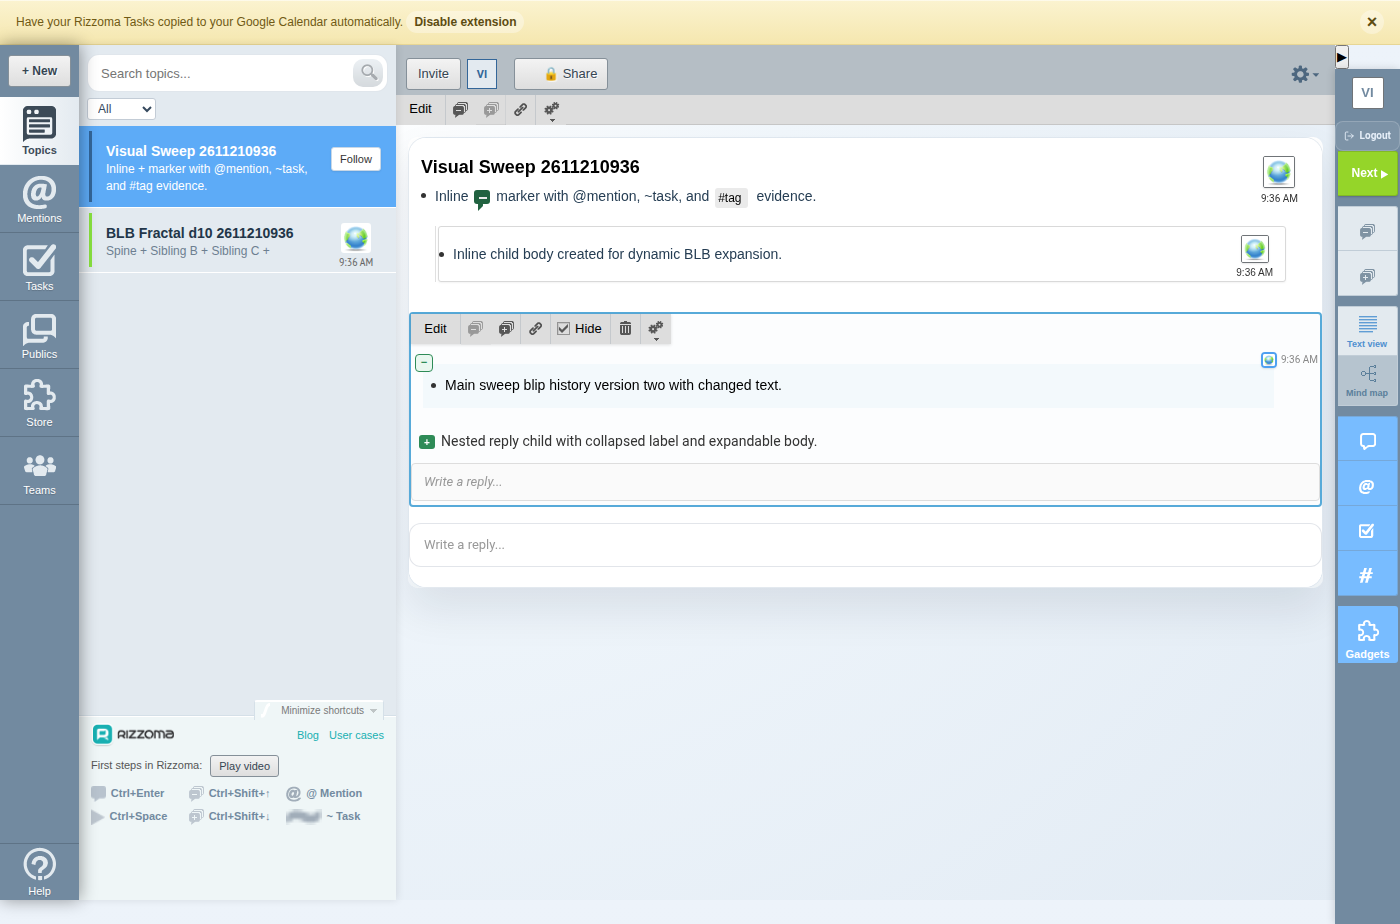 Have your Rizzoma Tasks copied to your Google Calendar automatically. Disable extension ×
+ New
Topics
Mentions
Tasks
Publics
Store
Teams
Help
Search topics...
All
Visual Sweep 2611210936
Inline + marker with @mention, ~task,
and #tag evidence.
Follow
BLB Fractal d10 2611210936
Spine + Sibling B + Sibling C +
9:36 AM
Minimize shortcuts
RIZZOMA
Blog User cases
First steps in Rizzoma: Play video
Ctrl+Enter Ctrl+Shift+↑ @ Mention
Ctrl+Space Ctrl+Shift+↓ ~ Task
Invite VI Share
Edit
Visual Sweep 2611210936
Inline marker with @mention, ~task, and #tag evidence.
9:36 AM
Inline child body created for dynamic BLB expansion.
9:36 AM
Edit Hide
9:36 AM
Main sweep blip history version two with changed text.
Nested reply child with collapsed label and expandable body.
Write a reply...
Write a reply...
VI
Logout
Next
Text view
Mind map
@
#
Gadgets